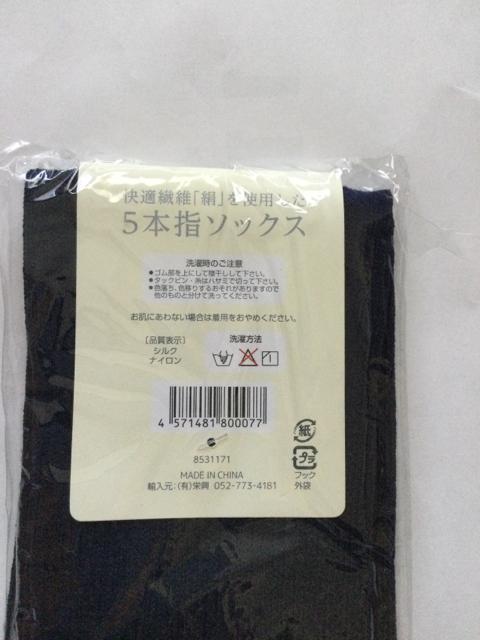 快適繊維「絹」を使用した
5本指ソックス
洗濯時のご注意
●ゴム部を上にして陰干しして下さい。
●タックピン・糸はハサミで切って下さい。
●色落ち、色移りするおそれがありますので
他のものと分けて洗ってください。
お肌にあわない場合は着用をおやめください。
〔品質表示〕
シルク
ナイロン
洗濯方法
4 571481 800077
8531171
MADE IN CHINA
輸入元：(有)栄興 052-773-4181
紙
プラ
フック
外袋